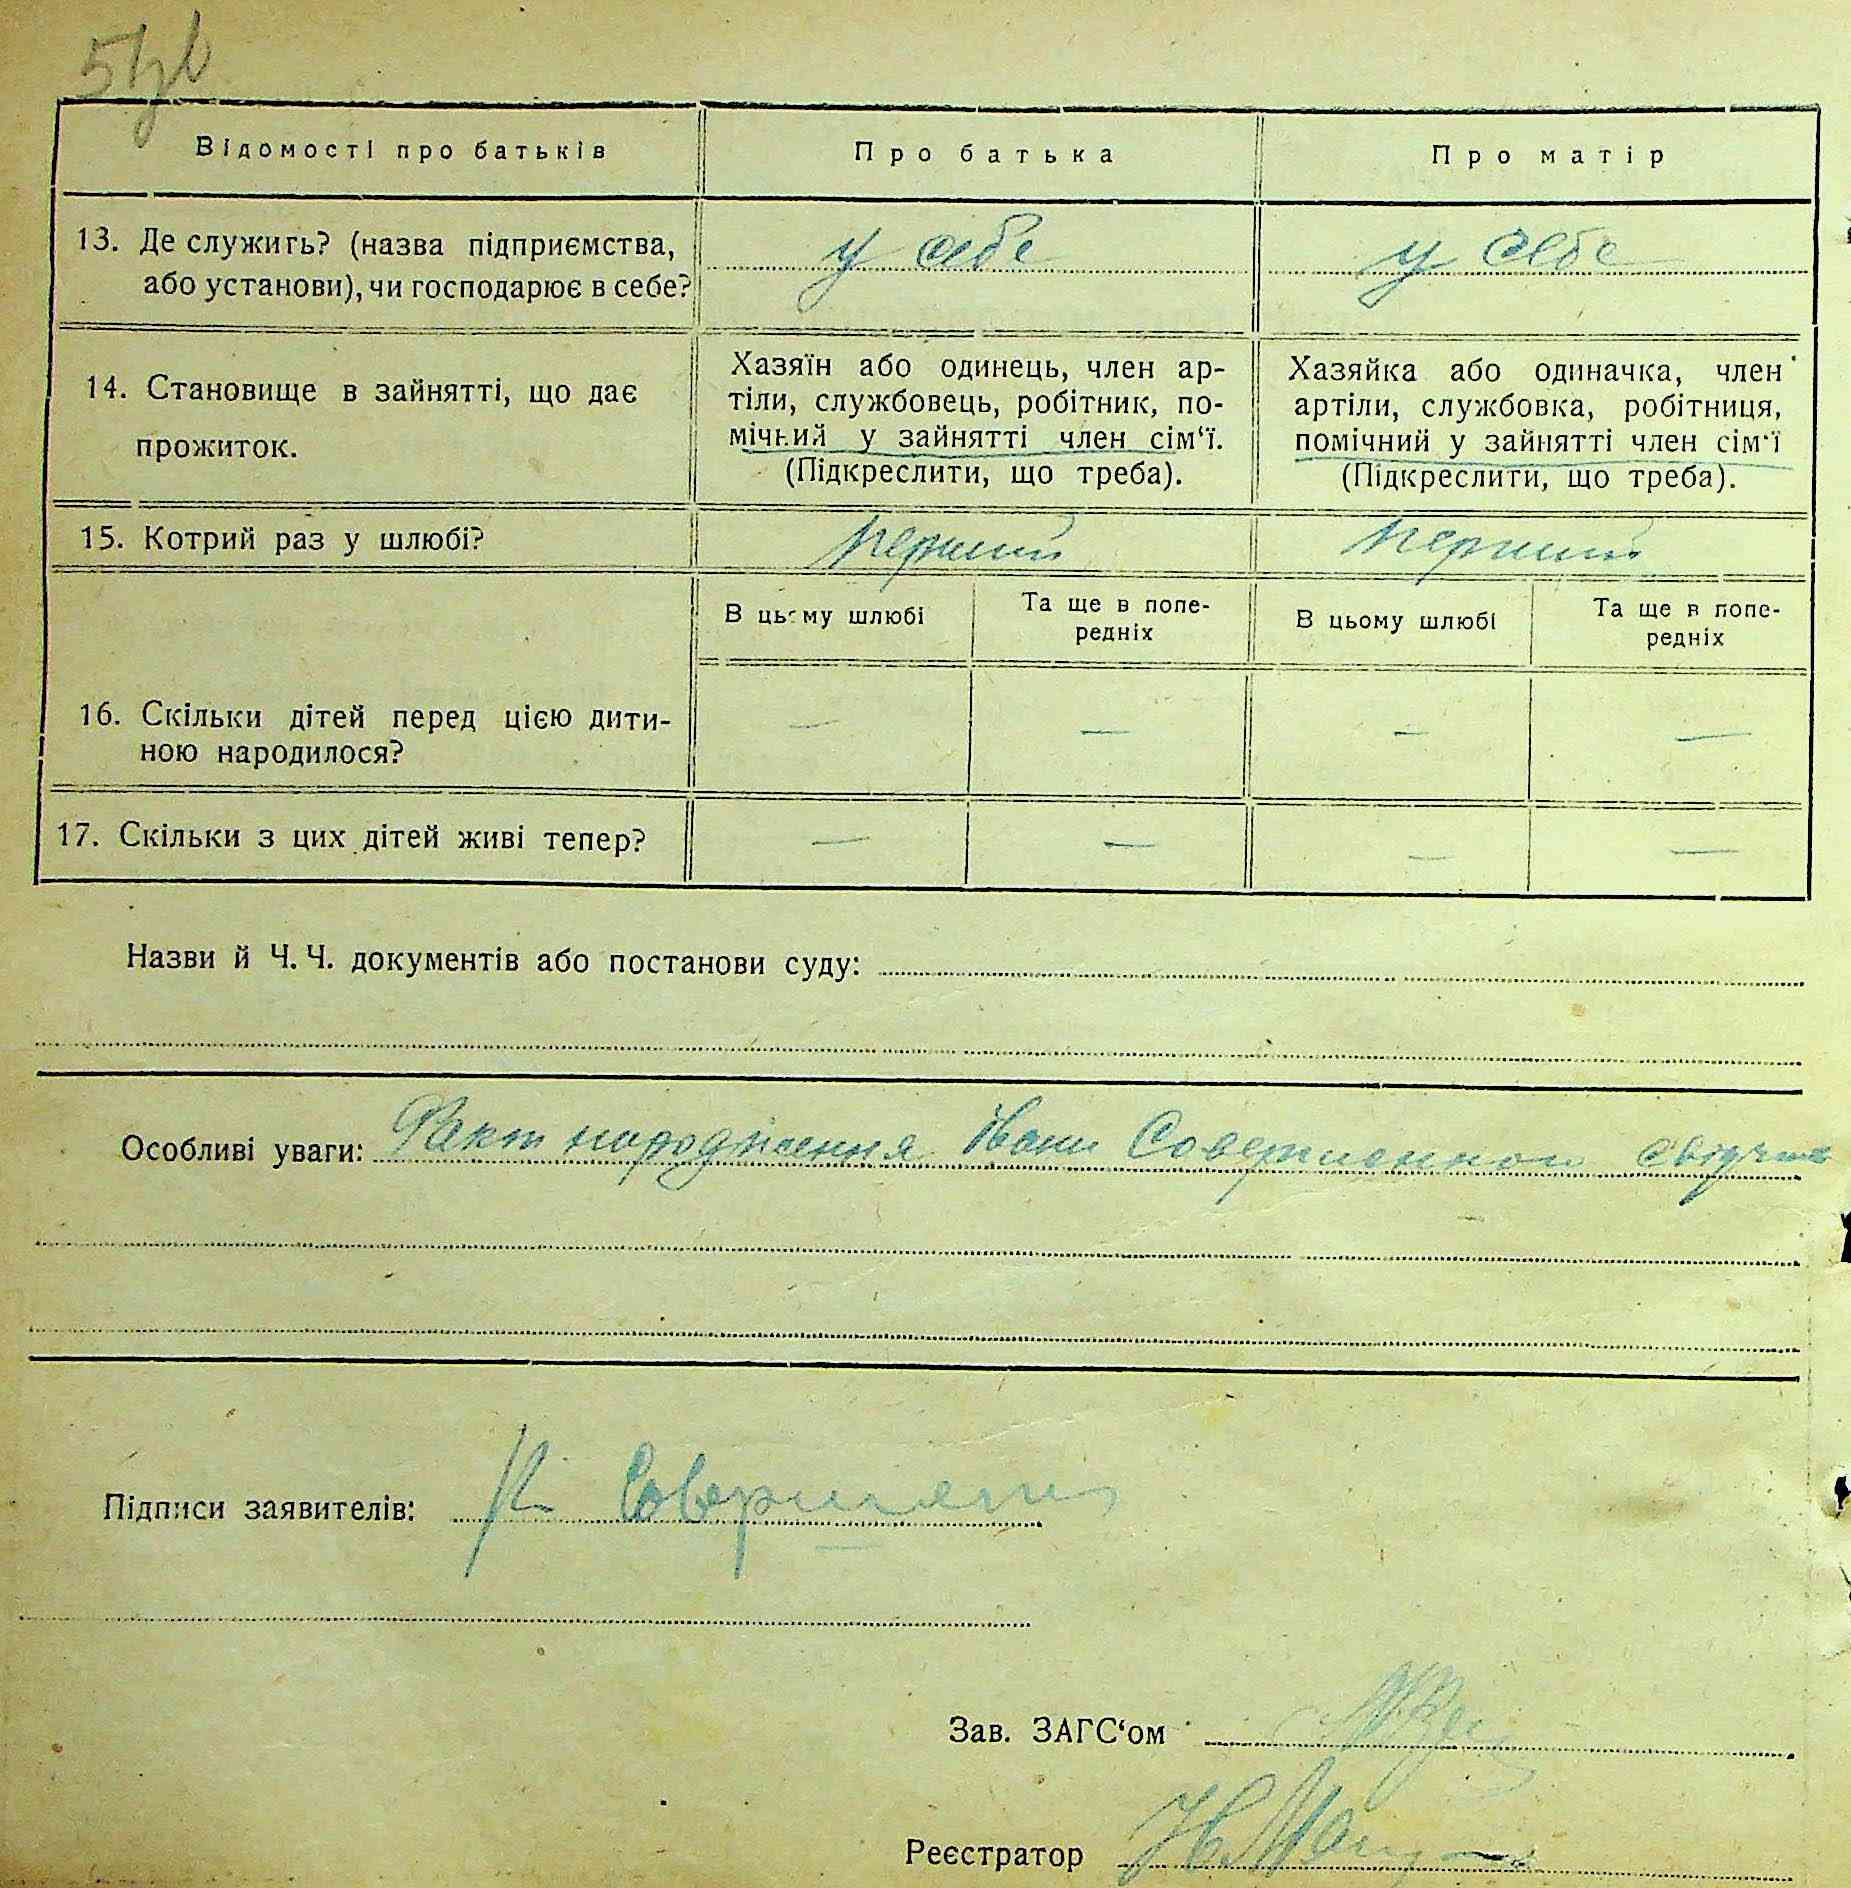 51зв
Відомості про батьків
Про батька
Про матір
13. Де служить? (назва підприємства,
або установи), чи господарює в себе?
у себе
у себе
14. Становище в зайнятті, що дає
прожиток.
Хазяїн або одинець, член ар-
тіли, службовець, робітник, по-
мічний у зайнятті член сім‘ї.
(Підкреслити, що треба).
Хазяйка або одиначка, член
артіли, службовка, робітниця,
помічний у зайнятті член сім‘ї
(Підкреслити, що треба).
15. Котрий раз у шлюбі?
перший
перший
В цьому шлюбі
Та ще в попе-
редніх
В цьому шлюбі
Та ще в попе-
редніх
16. Скільки дітей перед цією дити-
ною народилося?
— — — —
17. Скільки з цих дітей живі тепер?
— — — —
Назви й Ч. Ч. документів або постанови суду:
Особливі уваги: Факт народження Совершенной
Підписи заявителів:
Зав. ЗАГС‘ом
Реєстратор